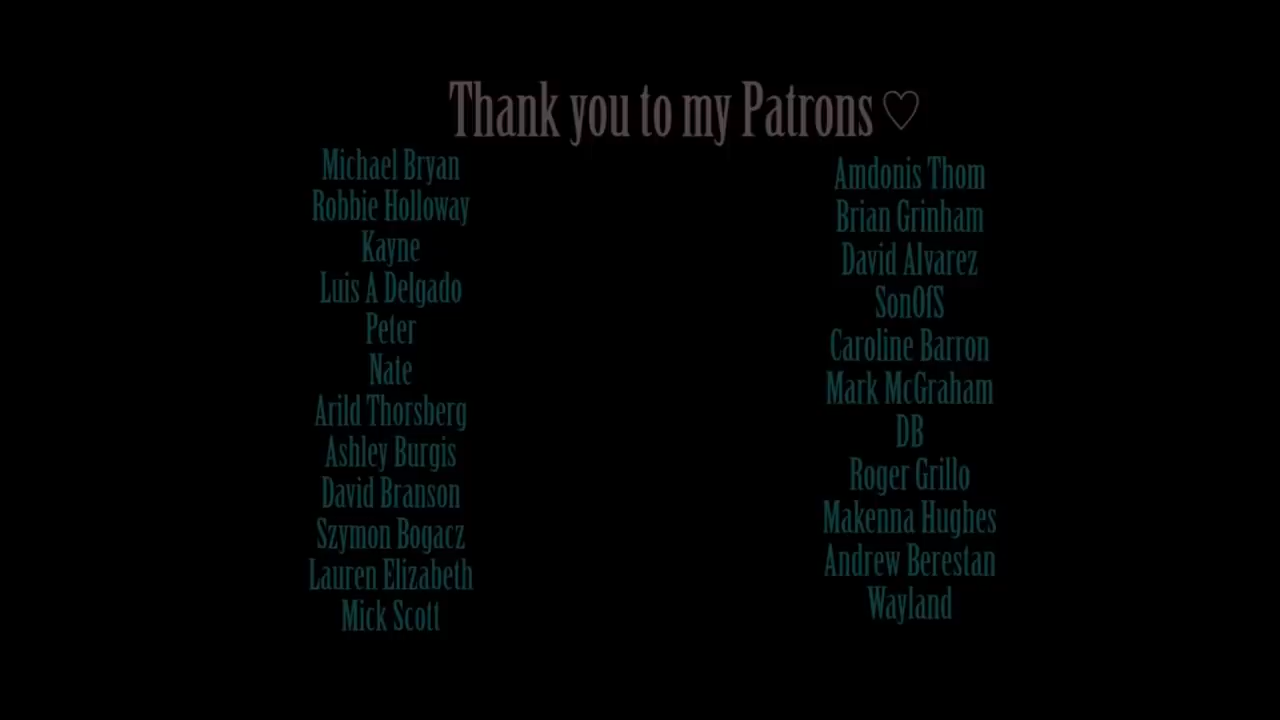 Thank you to my Patrons ♡
Michael Bryan
Robbie Holloway
Kayne
Luis A Delgado
Peter
Nate
Arild Thorsberg
Ashley Burgis
David Branson
Szymon Bogacz
Lauren Elizabeth
Mick Scott
Amdonis Thom
Brian Grinham
David Alvarez
SonOfS
Caroline Barron
Mark McGraham
DB
Roger Grillo
Makenna Hughes
Andrew Berestan
Wayland